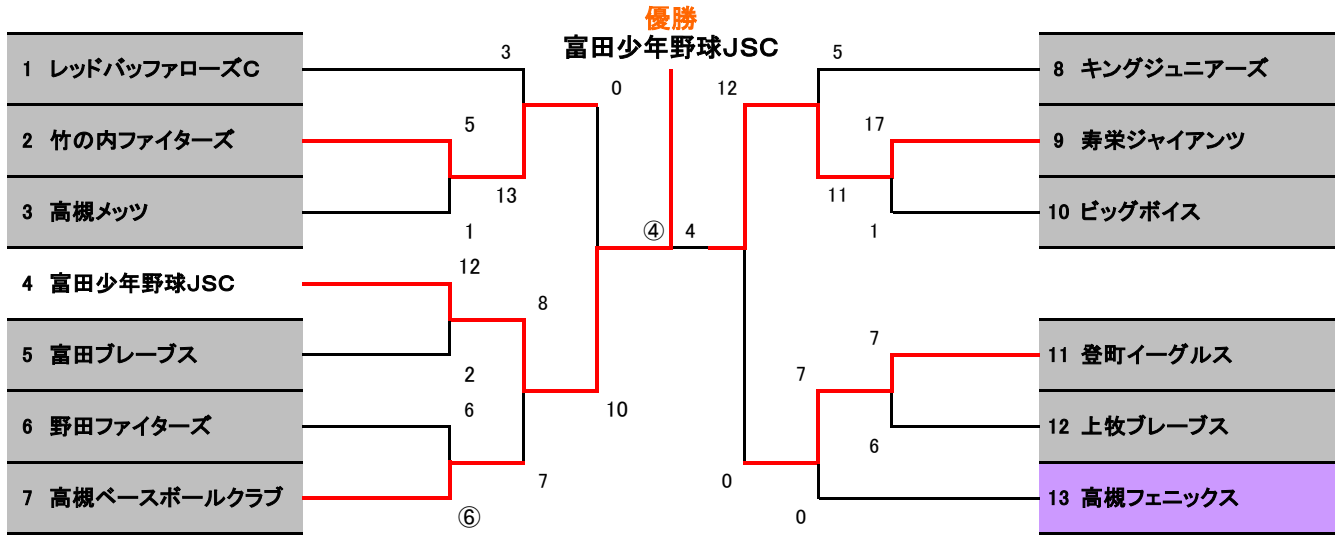 優勝
富田少年野球JSC
1 レッドバッファローズC
2 竹の内ファイターズ
3 高槻メッツ
4 富田少年野球JSC
5 富田ブレーブス
6 野田ファイターズ
7 高槻ベースボールクラブ
3
5
13
1
12
8
2
6
7
⑥
0
10
④
4
12
0
5
17
11
1
7
7
6
0
8 キングジュニアーズ
9 寿栄ジャイアンツ
10 ビッグボイス
11 登町イーグルス
12 上牧ブレーブス
13 高槻フェニックス